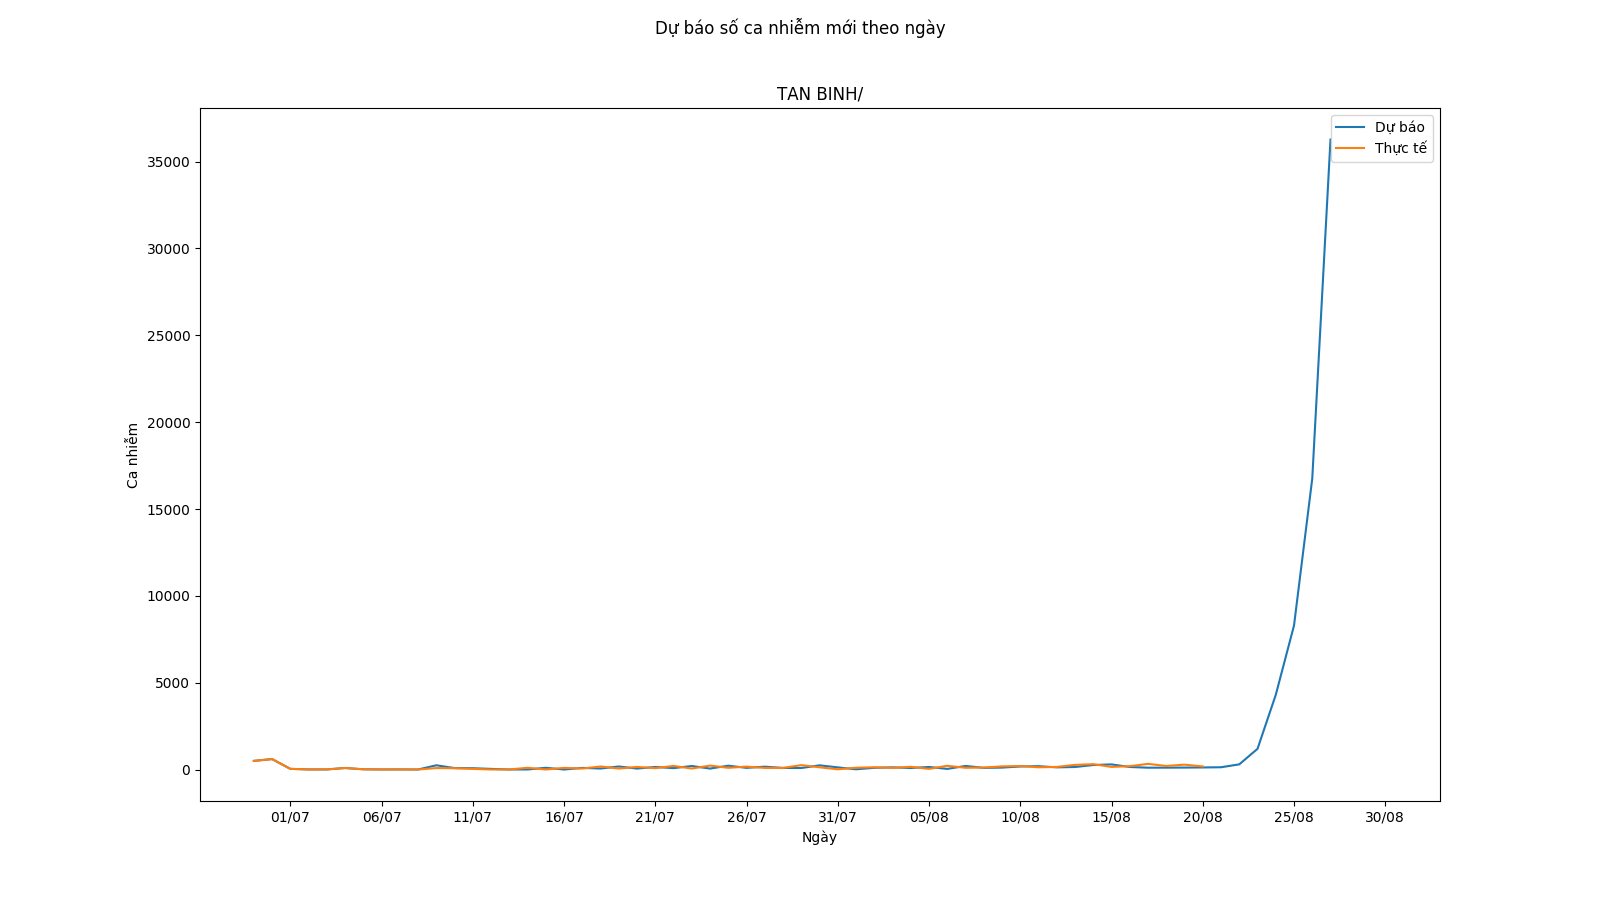 Dự báo số ca nhiễm mới theo ngày
TAN BINH/
Dự báo
Thực tế
35000
30000
25000
20000
15000
10000
5000
0
Ca nhiễm
01/07 06/07 11/07 16/07 21/07 26/07 31/07 05/08 10/08 15/08 20/08 25/08 30/08
Ngày